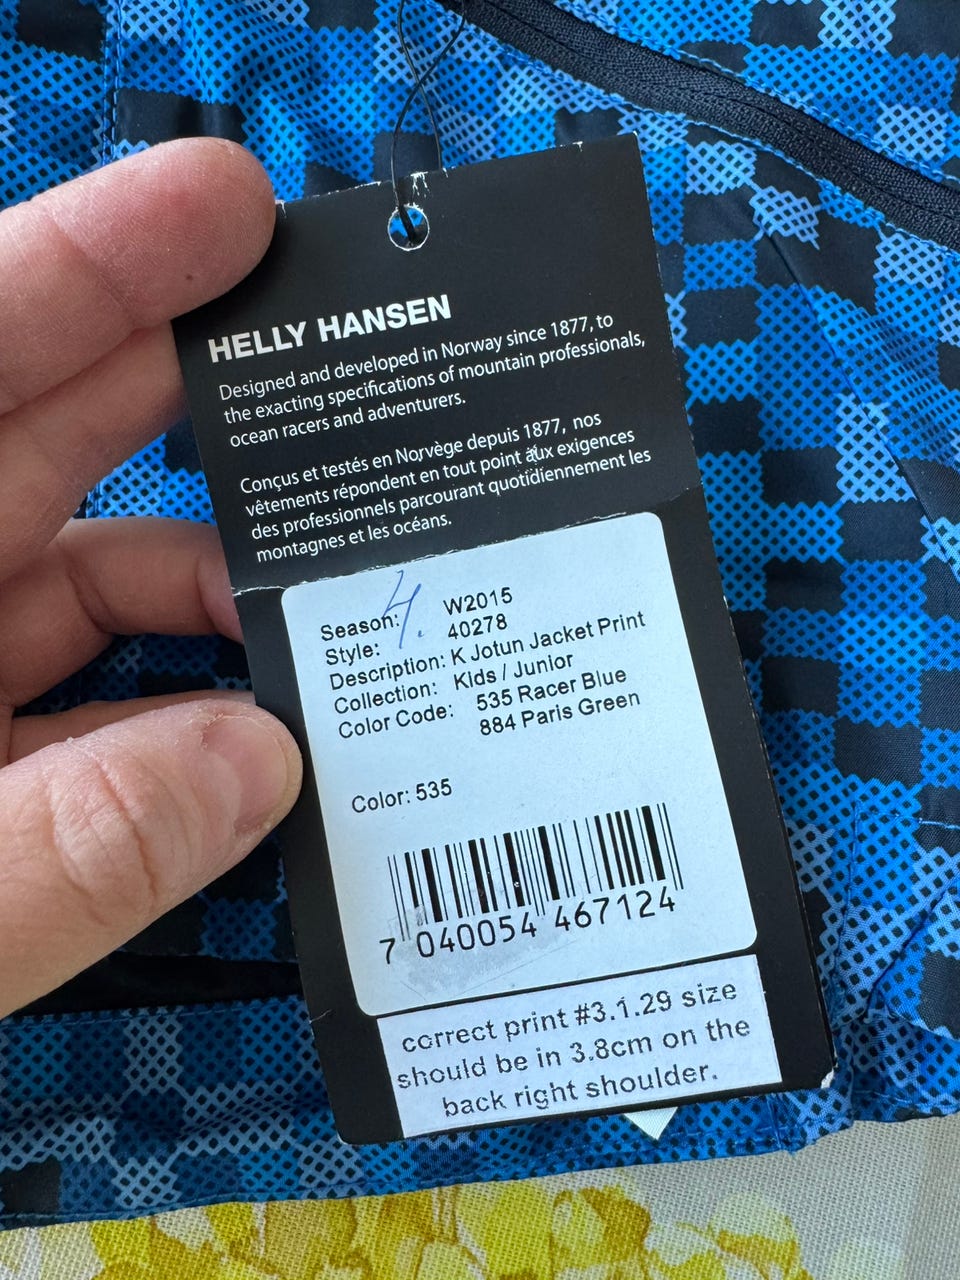 HELLY HANSEN
Designed and developed in Norway since 1877, to
the exacting specifications of mountain professionals,
ocean racers and adventurers.
Conçus et testés en Norvège depuis 1877, nos
vêtements répondent en tout point aux exigences
des professionnels parcourant quotidiennement les
montagnes et les océans.
4.
Season: W2015
Style: 40278
Description: K Jotun Jacket Print
Collection: Kids / Junior
Color Code: 535 Racer Blue
884 Paris Green
Color: 535
7 040054 467124
correct print #3.1.29 size
should be in 3.8cm on the
back right shoulder.